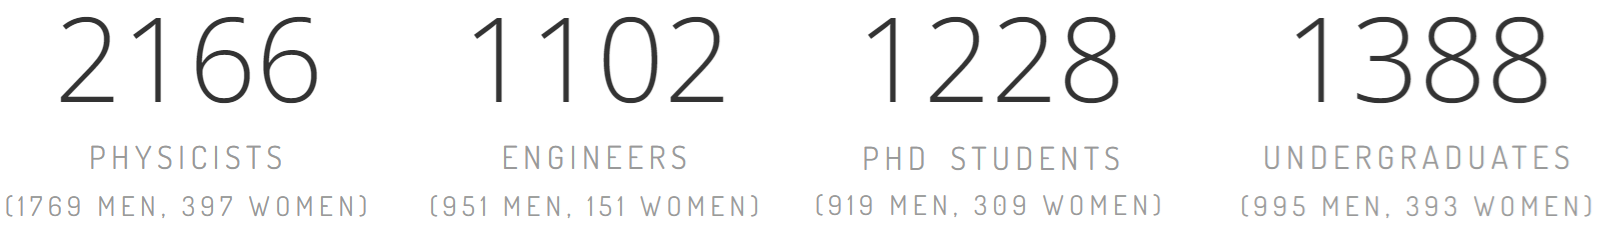 2166
PHYSICISTS
(1769 MEN, 397 WOMEN)
1102
ENGINEERS
(951 MEN, 151 WOMEN)
1228
PHD STUDENTS
(919 MEN, 309 WOMEN)
1388
UNDERGRADUATES
(995 MEN, 393 WOMEN)